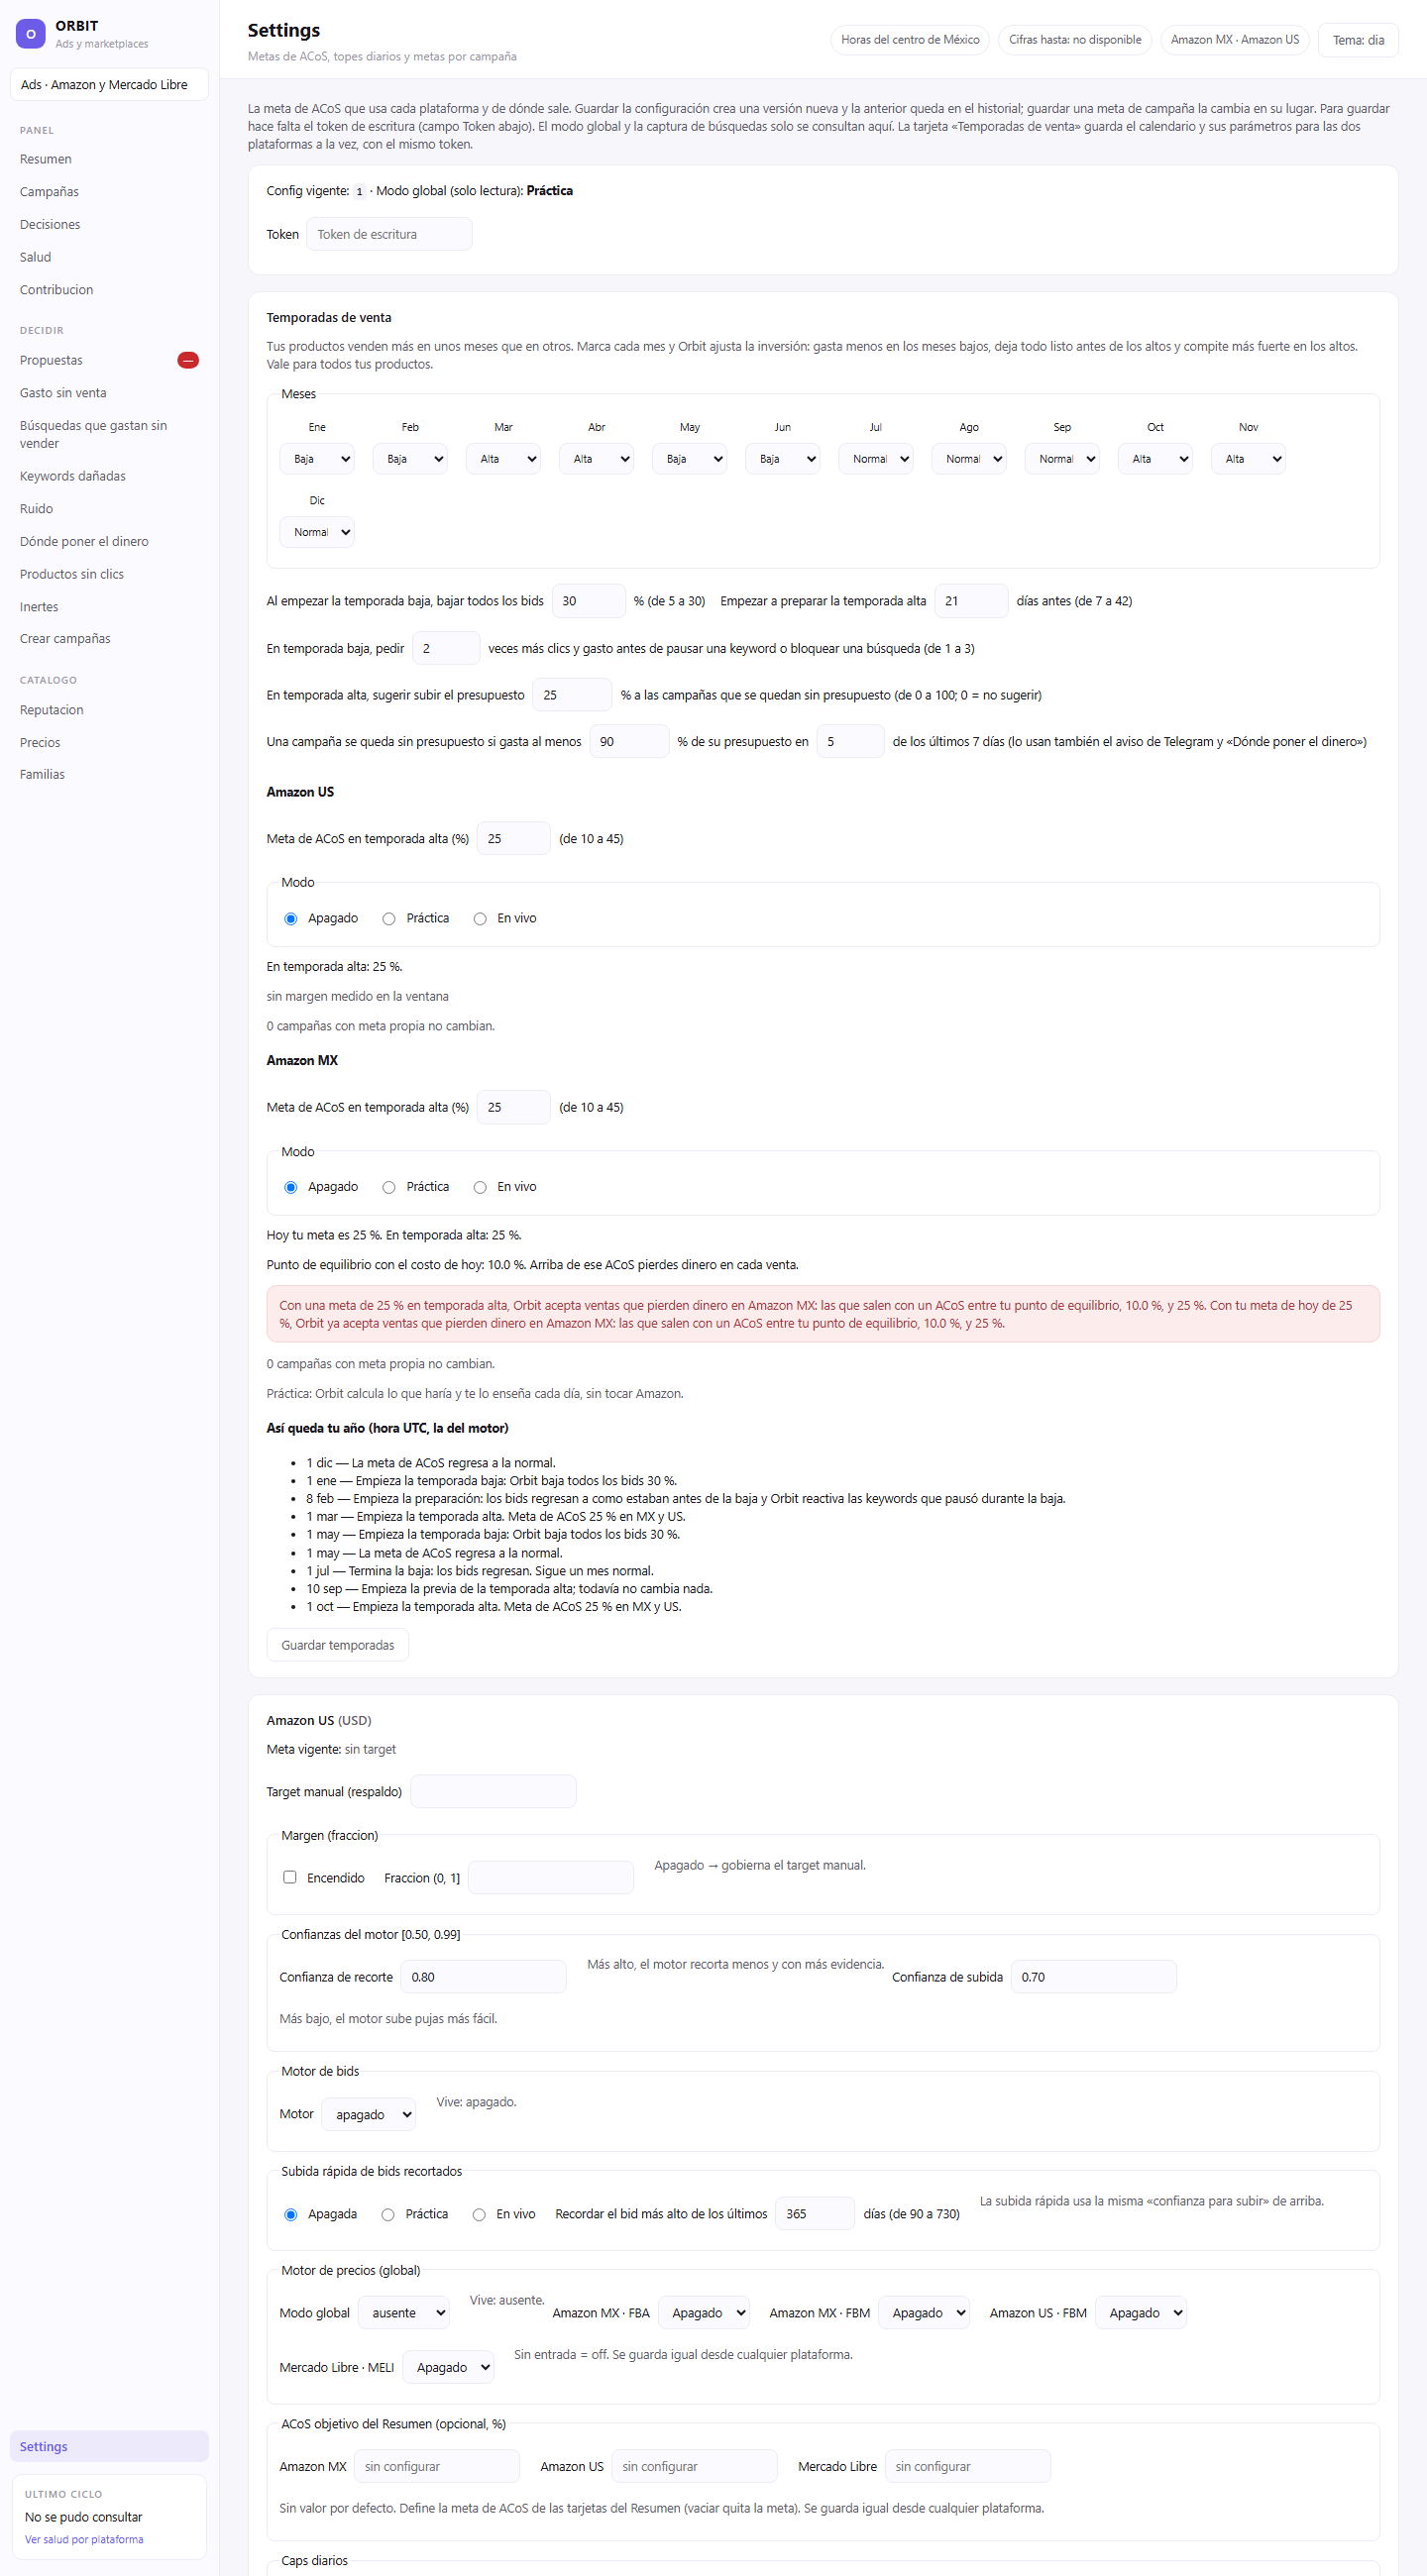 O
ORBIT
Ads y marketplaces
Ads · Amazon y Mercado Libre
PANEL
Resumen
Campañas
Decisiones
Salud
Contribucion
DECIDIR
Propuestas
—
Gasto sin venta
Búsquedas que gastan sin
vender
Keywords dañadas
Ruido
Dónde poner el dinero
Productos sin clics
Inertes
Crear campañas
CATALOGO
Reputacion
Precios
Familias
Settings
ULTIMO CICLO
No se pudo consultar
Ver salud por plataforma
Settings
Metas de ACoS, topes diarios y metas por campaña
Horas del centro de México
Cifras hasta: no disponible
Amazon MX · Amazon US
Tema: dia
La meta de ACoS que usa cada plataforma y de dónde sale. Guardar la configuración crea una versión nueva y la anterior queda en el historial; guardar una meta de campaña la cambia en su lugar. Para guardar
hace falta el token de escritura (campo Token abajo). El modo global y la captura de búsquedas solo se consultan aquí. La tarjeta «Temporadas de venta» guarda el calendario y sus parámetros para las dos
plataformas a la vez, con el mismo token.
Config vigente: 1 · Modo global (solo lectura): Práctica
Token Token de escritura
Temporadas de venta
Tus productos venden más en unos meses que en otros. Marca cada mes y Orbit ajusta la inversión: gasta menos en los meses bajos, deja todo listo antes de los altos y compite más fuerte en los altos.
Vale para todos tus productos.
Meses
Ene Feb Mar Abr May Jun Jul Ago Sep Oct Nov
Baja Baja Alta Alta Baja Baja Normal Normal Normal Alta Alta
Dic
Normal
Al empezar la temporada baja, bajar todos los bids 30 % (de 5 a 30) Empezar a preparar la temporada alta 21 días antes (de 7 a 42)
En temporada baja, pedir 2 veces más clics y gasto antes de pausar una keyword o bloquear una búsqueda (de 1 a 3)
En temporada alta, sugerir subir el presupuesto 25 % a las campañas que se quedan sin presupuesto (de 0 a 100; 0 = no sugerir)
Una campaña se queda sin presupuesto si gasta al menos 90 % de su presupuesto en 5 de los últimos 7 días (lo usan también el aviso de Telegram y «Dónde poner el dinero»)
Amazon US
Meta de ACoS en temporada alta (%) 25 (de 10 a 45)
Modo
Apagado Práctica En vivo
En temporada alta: 25 %.
sin margen medido en la ventana
0 campañas con meta propia no cambian.
Amazon MX
Meta de ACoS en temporada alta (%) 25 (de 10 a 45)
Modo
Apagado Práctica En vivo
Hoy tu meta es 25 %. En temporada alta: 25 %.
Punto de equilibrio con el costo de hoy: 10.0 %. Arriba de ese ACoS pierdes dinero en cada venta.
Con una meta de 25 % en temporada alta, Orbit acepta ventas que pierden dinero en Amazon MX: las que salen con un ACoS entre tu punto de equilibrio, 10.0 %, y 25 %. Con tu meta de hoy de 25
%, Orbit ya acepta ventas que pierden dinero en Amazon MX: las que salen con un ACoS entre tu punto de equilibrio, 10.0 %, y 25 %.
0 campañas con meta propia no cambian.
Práctica: Orbit calcula lo que haría y te lo enseña cada día, sin tocar Amazon.
Así queda tu año (hora UTC, la del motor)
• 1 dic — La meta de ACoS regresa a la normal.
• 1 ene — Empieza la temporada baja: Orbit baja todos los bids 30 %.
• 8 feb — Empieza la preparación: los bids regresan a como estaban antes de la baja y Orbit reactiva las keywords que pausó durante la baja.
• 1 mar — Empieza la temporada alta. Meta de ACoS 25 % en MX y US.
• 1 may — Empieza la temporada baja: Orbit baja todos los bids 30 %.
• 1 may — La meta de ACoS regresa a la normal.
• 1 jul — Termina la baja: los bids regresan. Sigue un mes normal.
• 10 sep — Empieza la previa de la temporada alta; todavía no cambia nada.
• 1 oct — Empieza la temporada alta. Meta de ACoS 25 % en MX y US.
Guardar temporadas
Amazon US (USD)
Meta vigente: sin target
Target manual (respaldo)
Margen (fraccion)
Encendido Fraccion (0, 1] Apagado → gobierna el target manual.
Confianzas del motor [0.50, 0.99]
Confianza de recorte 0.80 Más alto, el motor recorta menos y con más evidencia. Confianza de subida 0.70
Más bajo, el motor sube pujas más fácil.
Motor de bids
Motor apagado Vive: apagado.
Subida rápida de bids recortados
Apagada Práctica En vivo Recordar el bid más alto de los últimos 365 días (de 90 a 730) La subida rápida usa la misma «confianza para subir» de arriba.
Motor de precios (global)
Modo global ausente Vive: ausente. Amazon MX · FBA Apagado Amazon MX · FBM Apagado Amazon US · FBM Apagado
Mercado Libre · MELI Apagado Sin entrada = off. Se guarda igual desde cualquier plataforma.
ACoS objetivo del Resumen (opcional, %)
Amazon MX sin configurar Amazon US sin configurar Mercado Libre sin configurar
Sin valor por defecto. Define la meta de ACoS de las tarjetas del Resumen (vaciar quita la meta). Se guarda igual desde cualquier plataforma.
Caps diarios